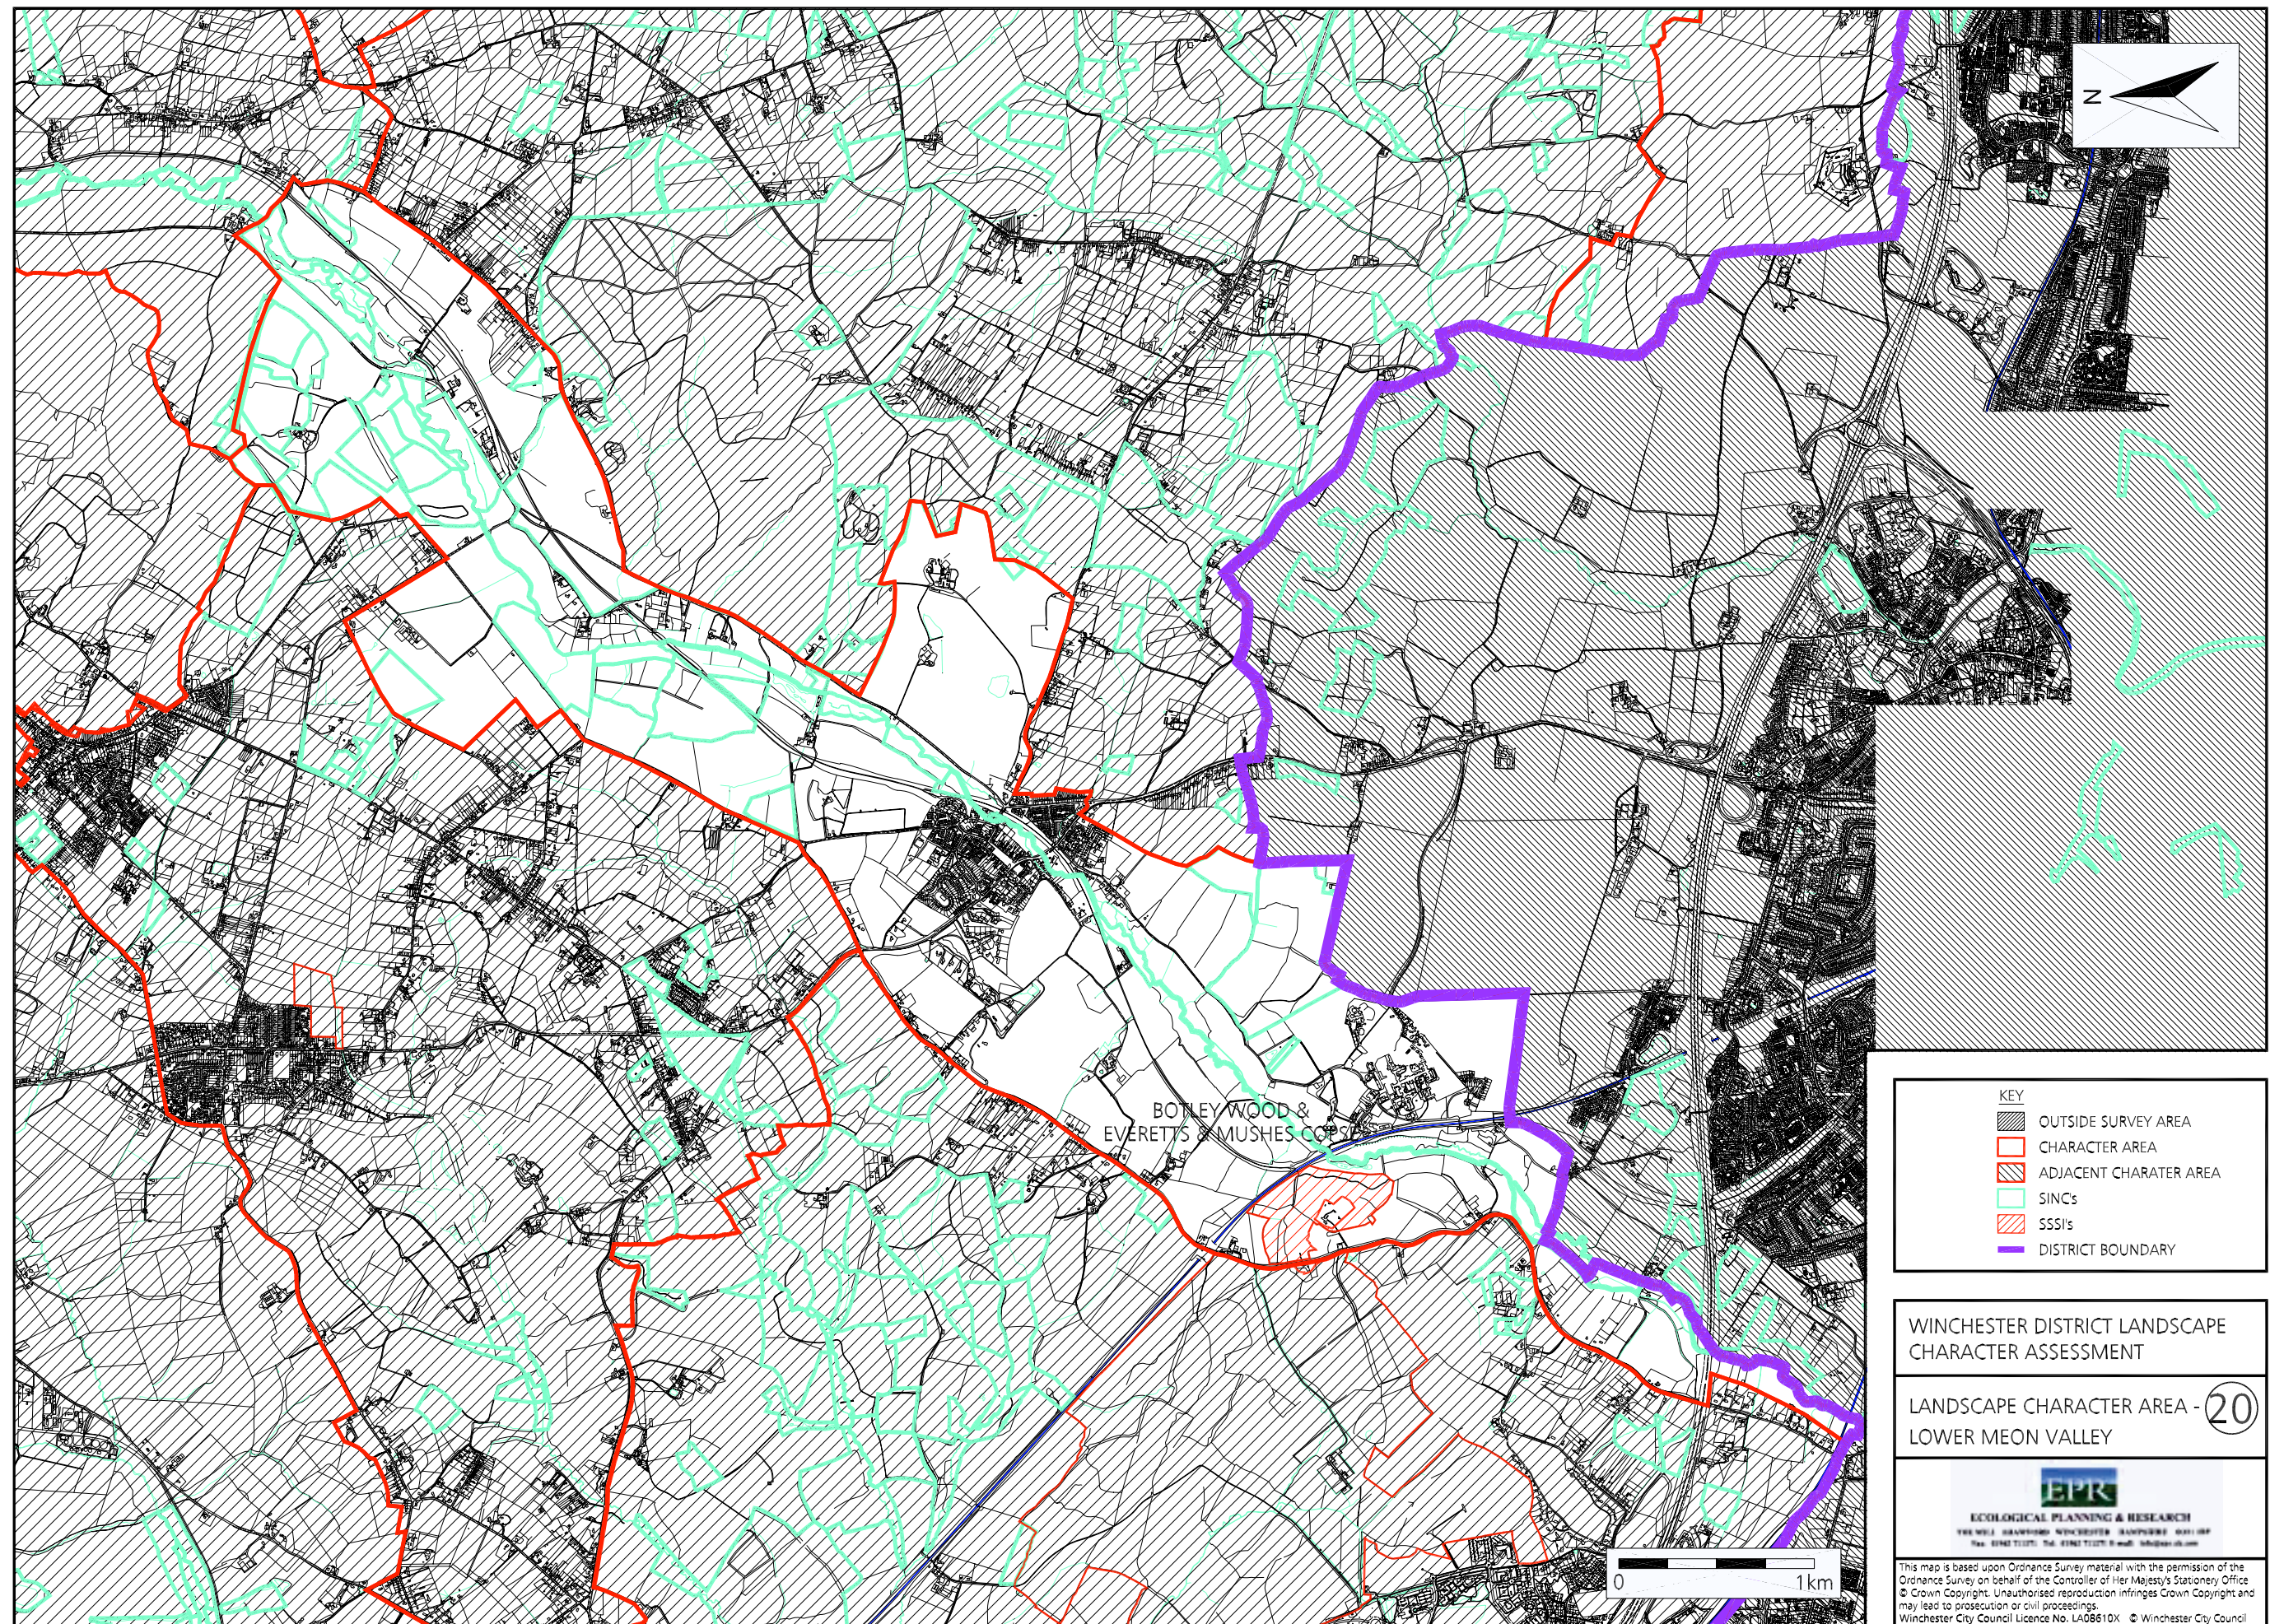 N
BOTLEY WOOD &
EVERETTS & MUSHES COPSE
KEY
OUTSIDE SURVEY AREA
CHARACTER AREA
ADJACENT CHARATER AREA
SINC's
SSSI's
DISTRICT BOUNDARY
WINCHESTER DISTRICT LANDSCAPE
CHARACTER ASSESSMENT
LANDSCAPE CHARACTER AREA - 20
LOWER MEON VALLEY
EPR
ECOLOGICAL PLANNING & RESEARCH
0 1km
This map is based upon Ordnance Survey material with the permission of the
Ordnance Survey on behalf of the Controller of Her Majesty's Stationery Office
© Crown Copyright. Unauthorised reproduction infringes Crown Copyright and
may lead to prosecution or civil proceedings.
Winchester City Council Licence No. LA08610X © Winchester City Council